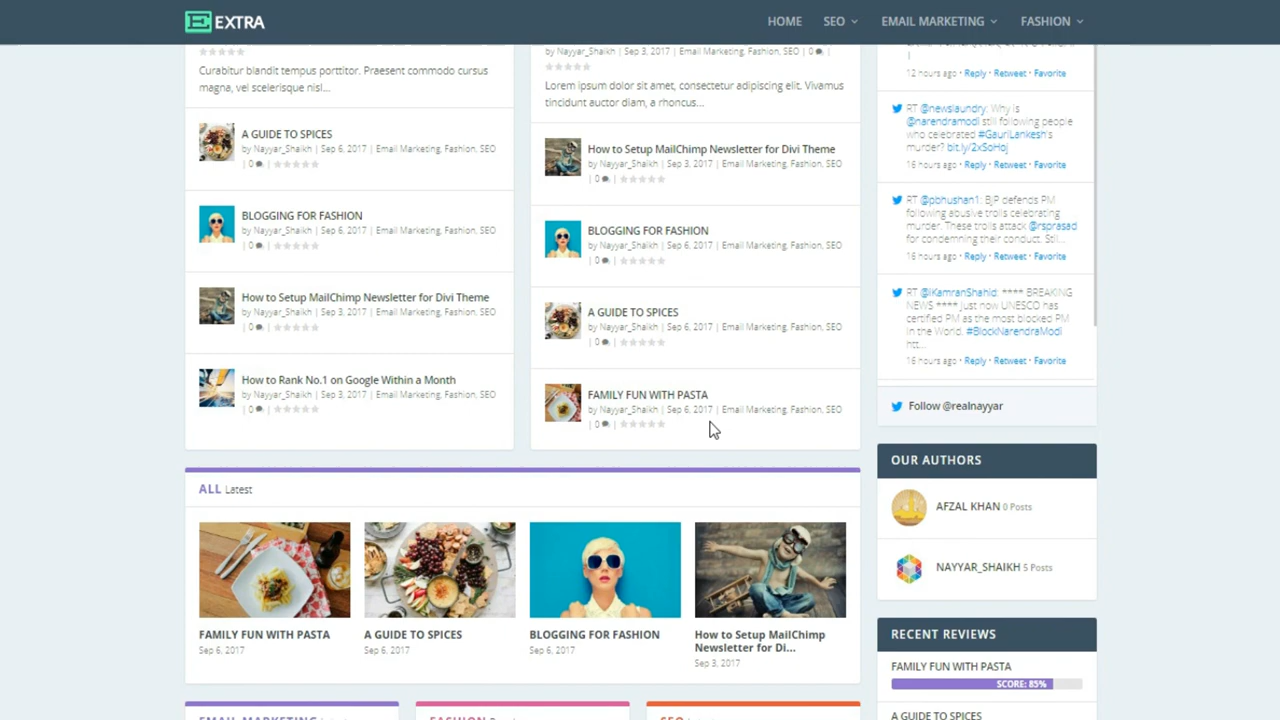 EXTRA
HOME
SEO
EMAIL MARKETING
FASHION
Curabitur blandit tempus porttitor. Praesent commodo cursus
magna, vel scelerisque nisl...
A GUIDE TO SPICES
by Nayyar_Shaikh | Sep 6, 2017 | Email Marketing, Fashion, SEO
| 0 |
BLOGGING FOR FASHION
by Nayyar_Shaikh | Sep 6, 2017 | Email Marketing, Fashion, SEO
| 0 |
How to Setup MailChimp Newsletter for Divi Theme
by Nayyar_Shaikh | Sep 3, 2017 | Email Marketing, Fashion, SEO
| 0 |
How to Rank No.1 on Google Within a Month
by Nayyar_Shaikh | Sep 3, 2017 | Email Marketing, Fashion, SEO
| 0 |
by Nayyar_Shaikh | Sep 3, 2017 | Email Marketing, Fashion, SEO | 0 |
Lorem ipsum dolor sit amet, consectetur adipiscing elit. Vivamus
tincidunt auctor diam, a rhoncus...
How to Setup MailChimp Newsletter for Divi Theme
by Nayyar_Shaikh | Sep 3, 2017 | Email Marketing, Fashion, SEO
| 0 |
BLOGGING FOR FASHION
by Nayyar_Shaikh | Sep 6, 2017 | Email Marketing, Fashion, SEO
| 0 |
A GUIDE TO SPICES
by Nayyar_Shaikh | Sep 6, 2017 | Email Marketing, Fashion, SEO
| 0 |
FAMILY FUN WITH PASTA
by Nayyar_Shaikh | Sep 6, 2017 | Email Marketing, Fashion, SEO
| 0 |
!
12 hours ago • Reply • Retweet • Favorite
RT @newslaundry: Why is
@narendramodi still following people
who celebrated #GauriLankesh's
murder? bit.ly/2xSoHoj
16 hours ago • Reply • Retweet • Favorite
RT @pbhushan1: BJP defends PM
following abusive trolls celebrating
murder. These trolls attack @rsprasad
for condemning their conduct. Stil...
16 hours ago • Reply • Retweet • Favorite
RT @iKamranShahid: **** BREAKING
NEWS **** Just now UNESCO has
certified PM as the most blocked PM
in the World. #BlockNarendraModi
htt...
16 hours ago • Reply • Retweet • Favorite
Follow @realnayyar
OUR AUTHORS
AFZAL KHAN 0 Posts
NAYYAR_SHAIKH 5 Posts
RECENT REVIEWS
FAMILY FUN WITH PASTA
SCORE: 85%
A GUIDE TO SPICES
ALL Latest
FAMILY FUN WITH PASTA
Sep 6, 2017
A GUIDE TO SPICES
Sep 6, 2017
BLOGGING FOR FASHION
Sep 6, 2017
How to Setup MailChimp
Newsletter for Di...
Sep 3, 2017
EMAIL MARKETING
FASHION
SEO